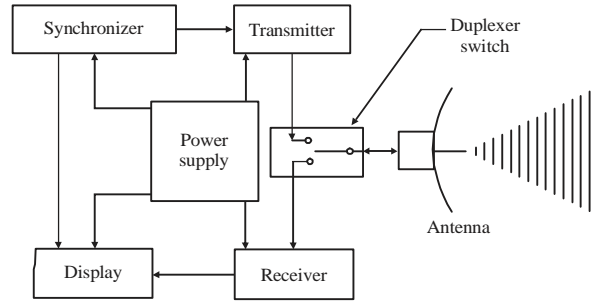 Synchronizer
Transmitter
Duplexer
switch
Power
supply
Antenna
Display
Receiver